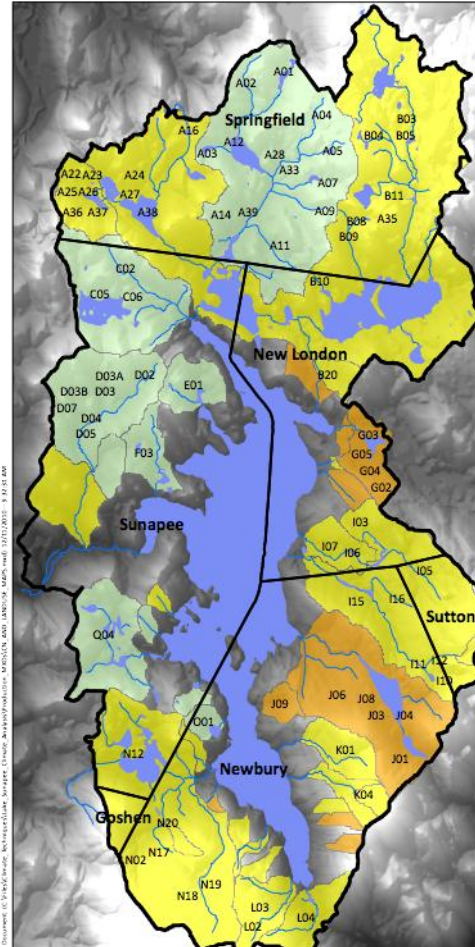 A01
A02
A04
Springfield
B03
A16
B04 B05
A12
A03
A28
A05
A33
A22 A23
A24
A07
A25 A26
A27
B11
A36 A37
A38
A14
A39
A09
A35
B08
B09
A11
C02
B10
C05
C06
New London
D03A D02
B20
D03B D03
E01
D07
D04
G03
D05
G05
F03
G04
G02
I03
Sunapee
I07
I06
I05
I15
I16
Sutton
Q04
I11
I12
I10
J06
J08
J09
J03
J04
O01
N12
K01
J01
Newbury
K04
Goshen
N20
N02
N17
N19
N18
L03
L04
L02